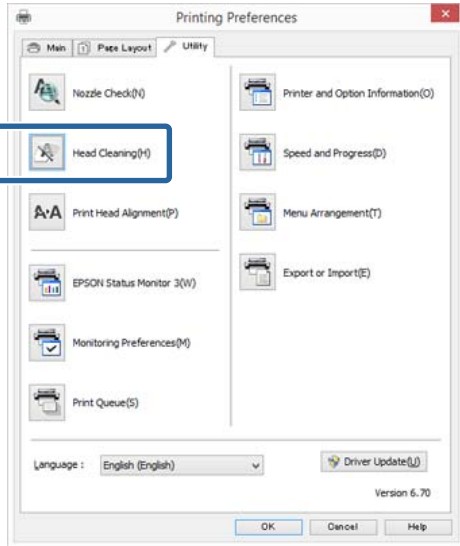 Printing Preferences
Main
Page Layout
Utility
Nozzle Check(N)
Head Cleaning(H)
A·A Print Head Alignment(P)
EPSON Status Monitor 3(W)
Monitoring Preferences(M)
Print Queue(S)
Printer and Option Information(O)
Speed and Progress(D)
Menu Arrangement(T)
Export or Import(E)
Language : English (English)
Driver Update(U)
Version 6.70
OK Cancel Help